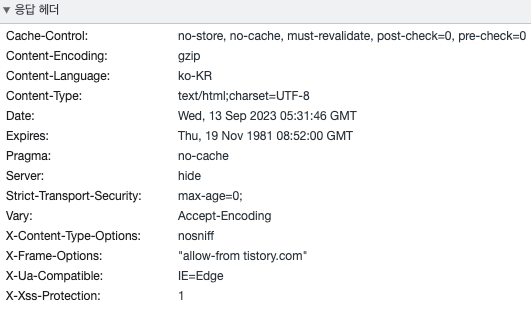 ▼ 응답 헤더
Cache-Control: no-store, no-cache, must-revalidate, post-check=0, pre-check=0
Content-Encoding: gzip
Content-Language: ko-KR
Content-Type: text/html;charset=UTF-8
Date: Wed, 13 Sep 2023 05:31:46 GMT
Expires: Thu, 19 Nov 1981 08:52:00 GMT
Pragma: no-cache
Server: hide
Strict-Transport-Security: max-age=0;
Vary: Accept-Encoding
X-Content-Type-Options: nosniff
X-Frame-Options: "allow-from tistory.com"
X-Ua-Compatible: IE=Edge
X-Xss-Protection: 1